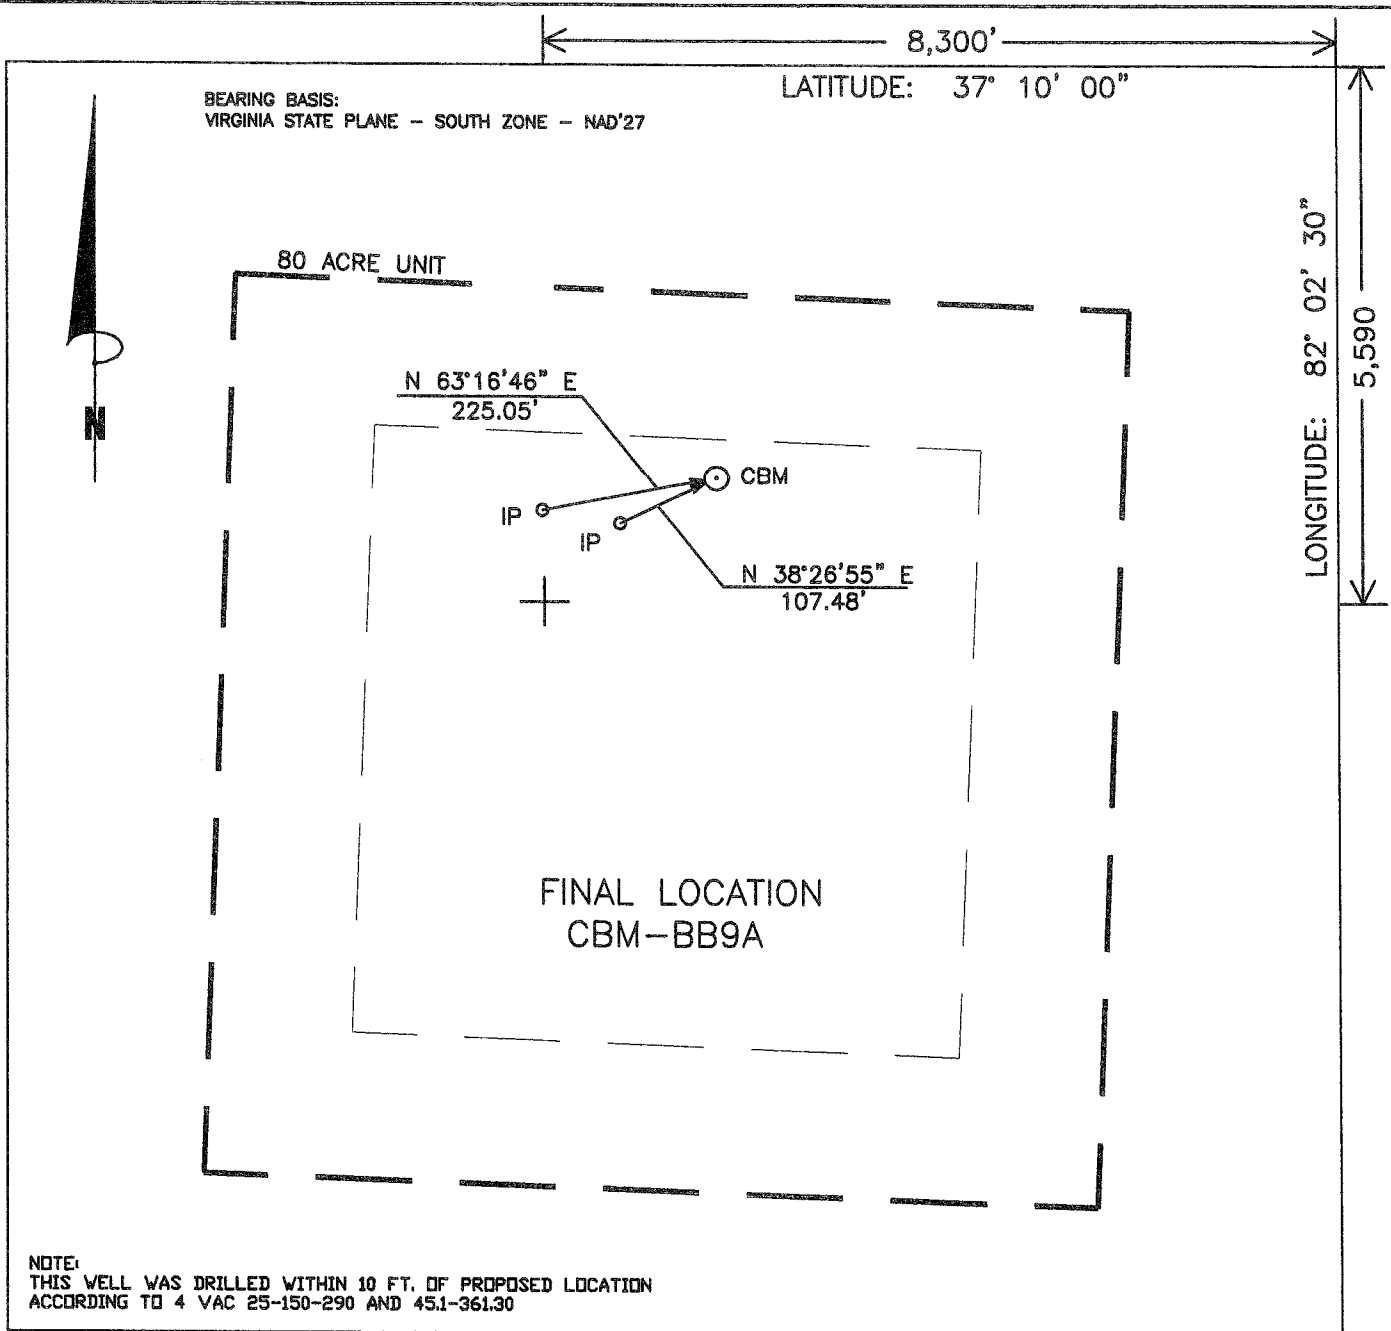 8,300'
LATITUDE: 37° 10' 00"
BEARING BASIS:
VIRGINIA STATE PLANE - SOUTH ZONE - NAD'27
LONGITUDE: 82° 02' 30"
5,590
80 ACRE UNIT
N
N 63°16'46" E
225.05'
CBM
IP
IP
N 38°26'55" E
107.48'
FINAL LOCATION
CBM-BB9A
NOTE:
THIS WELL WAS DRILLED WITHIN 10 FT. OF PROPOSED LOCATION
ACCORDING TO 4 VAC 25-150-290 AND 45.1-361.30